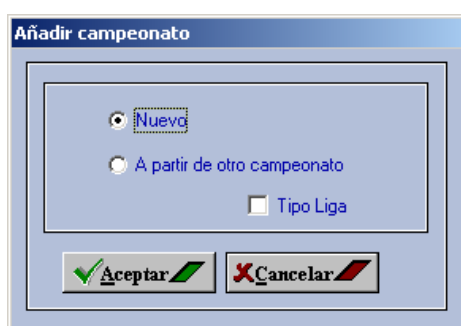 Añadir campeonato
Nuevo
A partir de otro campeonato
Tipo Liga
Aceptar Cancelar